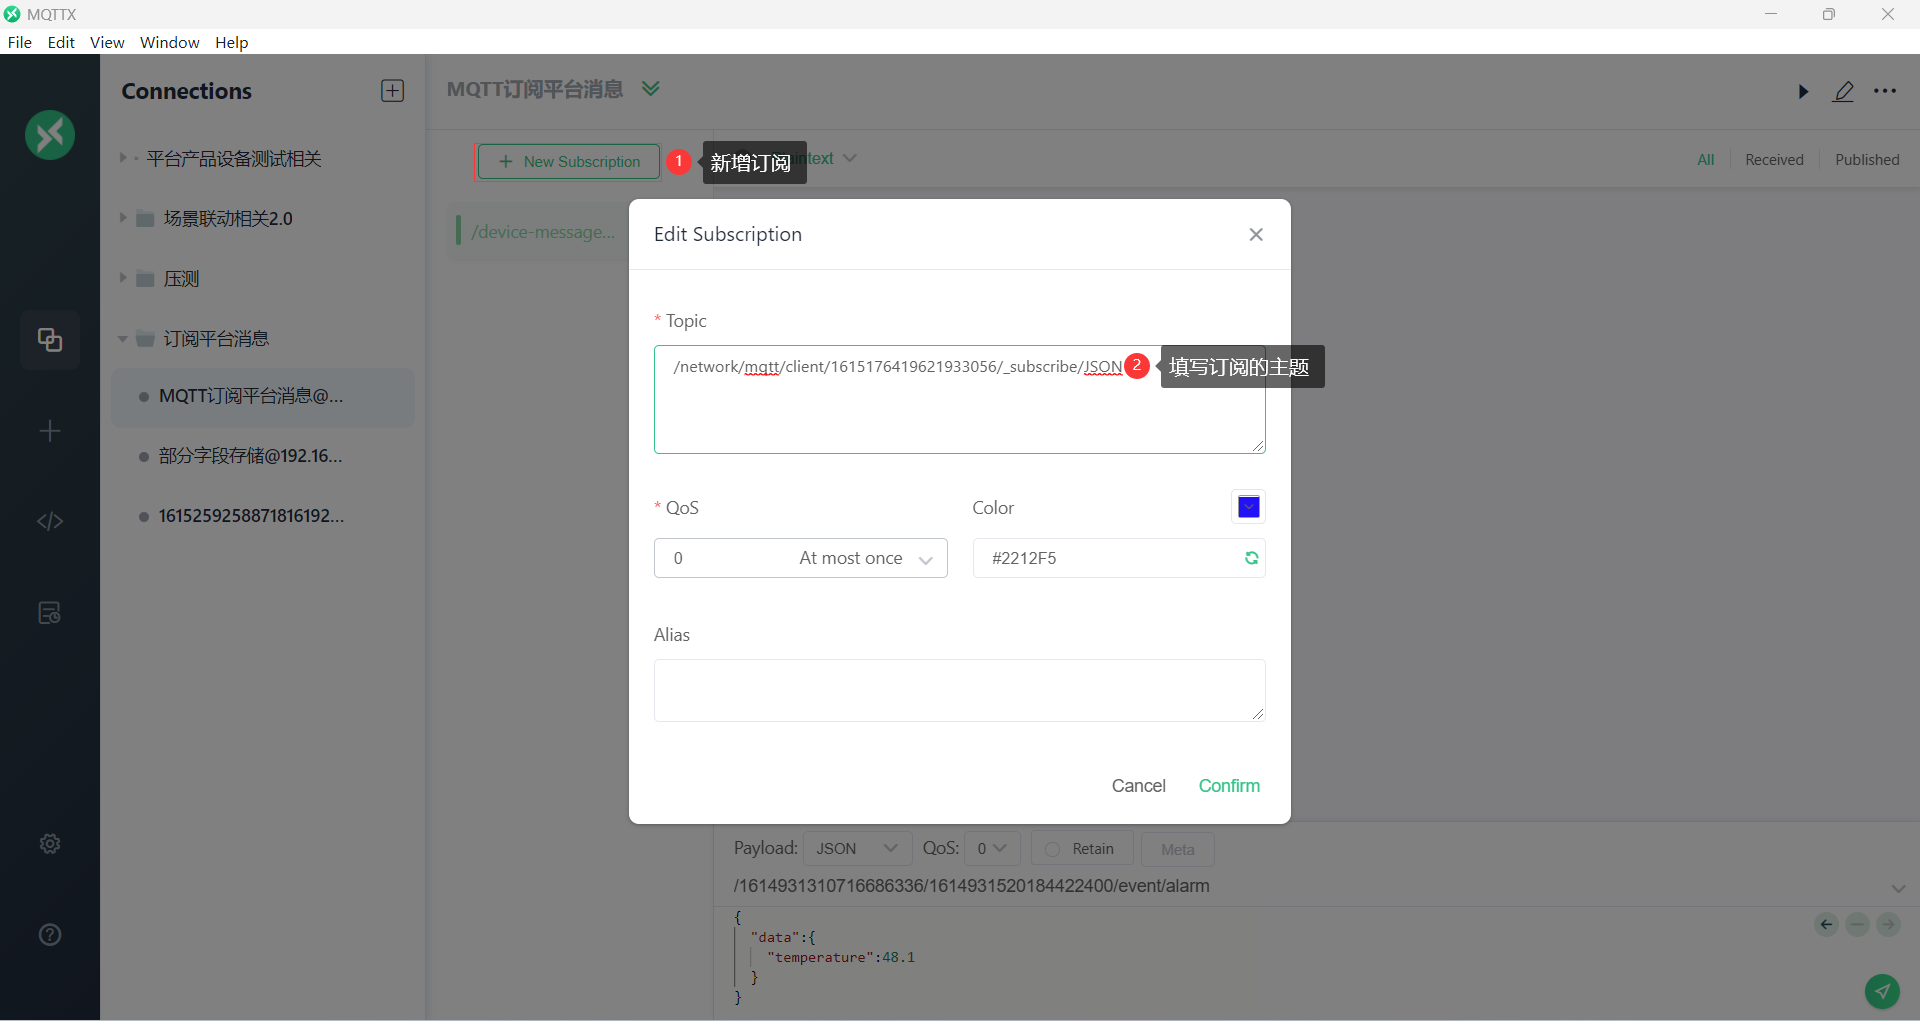 MQTTX
File Edit View Window Help
Connections
MQTT订阅平台消息
平台产品设备测试相关
场景联动相关2.0
压测
订阅平台消息
MQTT订阅平台消息@...
部分字段存储@192.16...
1615259258871816192...
New Subscription
1
新增订阅
All
Received
Published
/device-message...
Edit Subscription
* Topic
/network/mqtt/client/1615176419621933056/_subscribe/JSON
2
填写订阅的主题
* QoS
Color
0 At most once
#2212F5
Alias
Cancel
Confirm
Payload: JSON QoS: 0 Retain Meta
/1614931310716686336/1614931520184422400/event/alarm
{
"data":{
"temperature":48.1
}
}